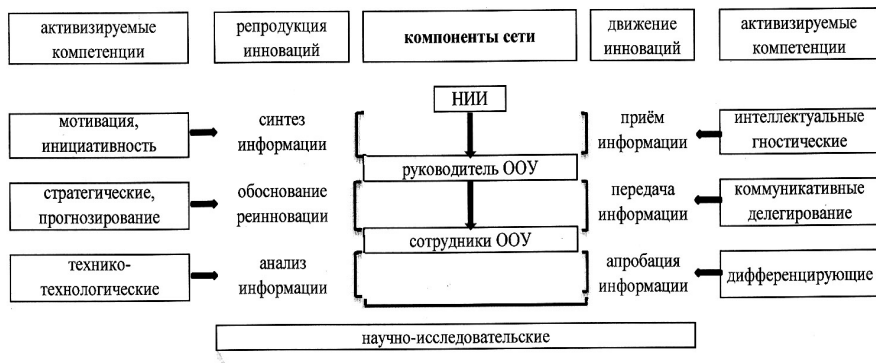 активизируемые
компетенции
репродукция
инноваций
компоненты сети
движение
инноваций
активизируемые
компетенции
НИИ
мотивация,
инициативность
синтез
информации
приём
информации
интеллектуальные
гностические
руководитель ООУ
стратегические,
прогнозирование
обоснование
реинновации
передача
информации
коммуникативные
делегирование
сотрудники ООУ
технико-
технологические
анализ
информации
апробация
информации
дифференцирующие
научно-исследовательские